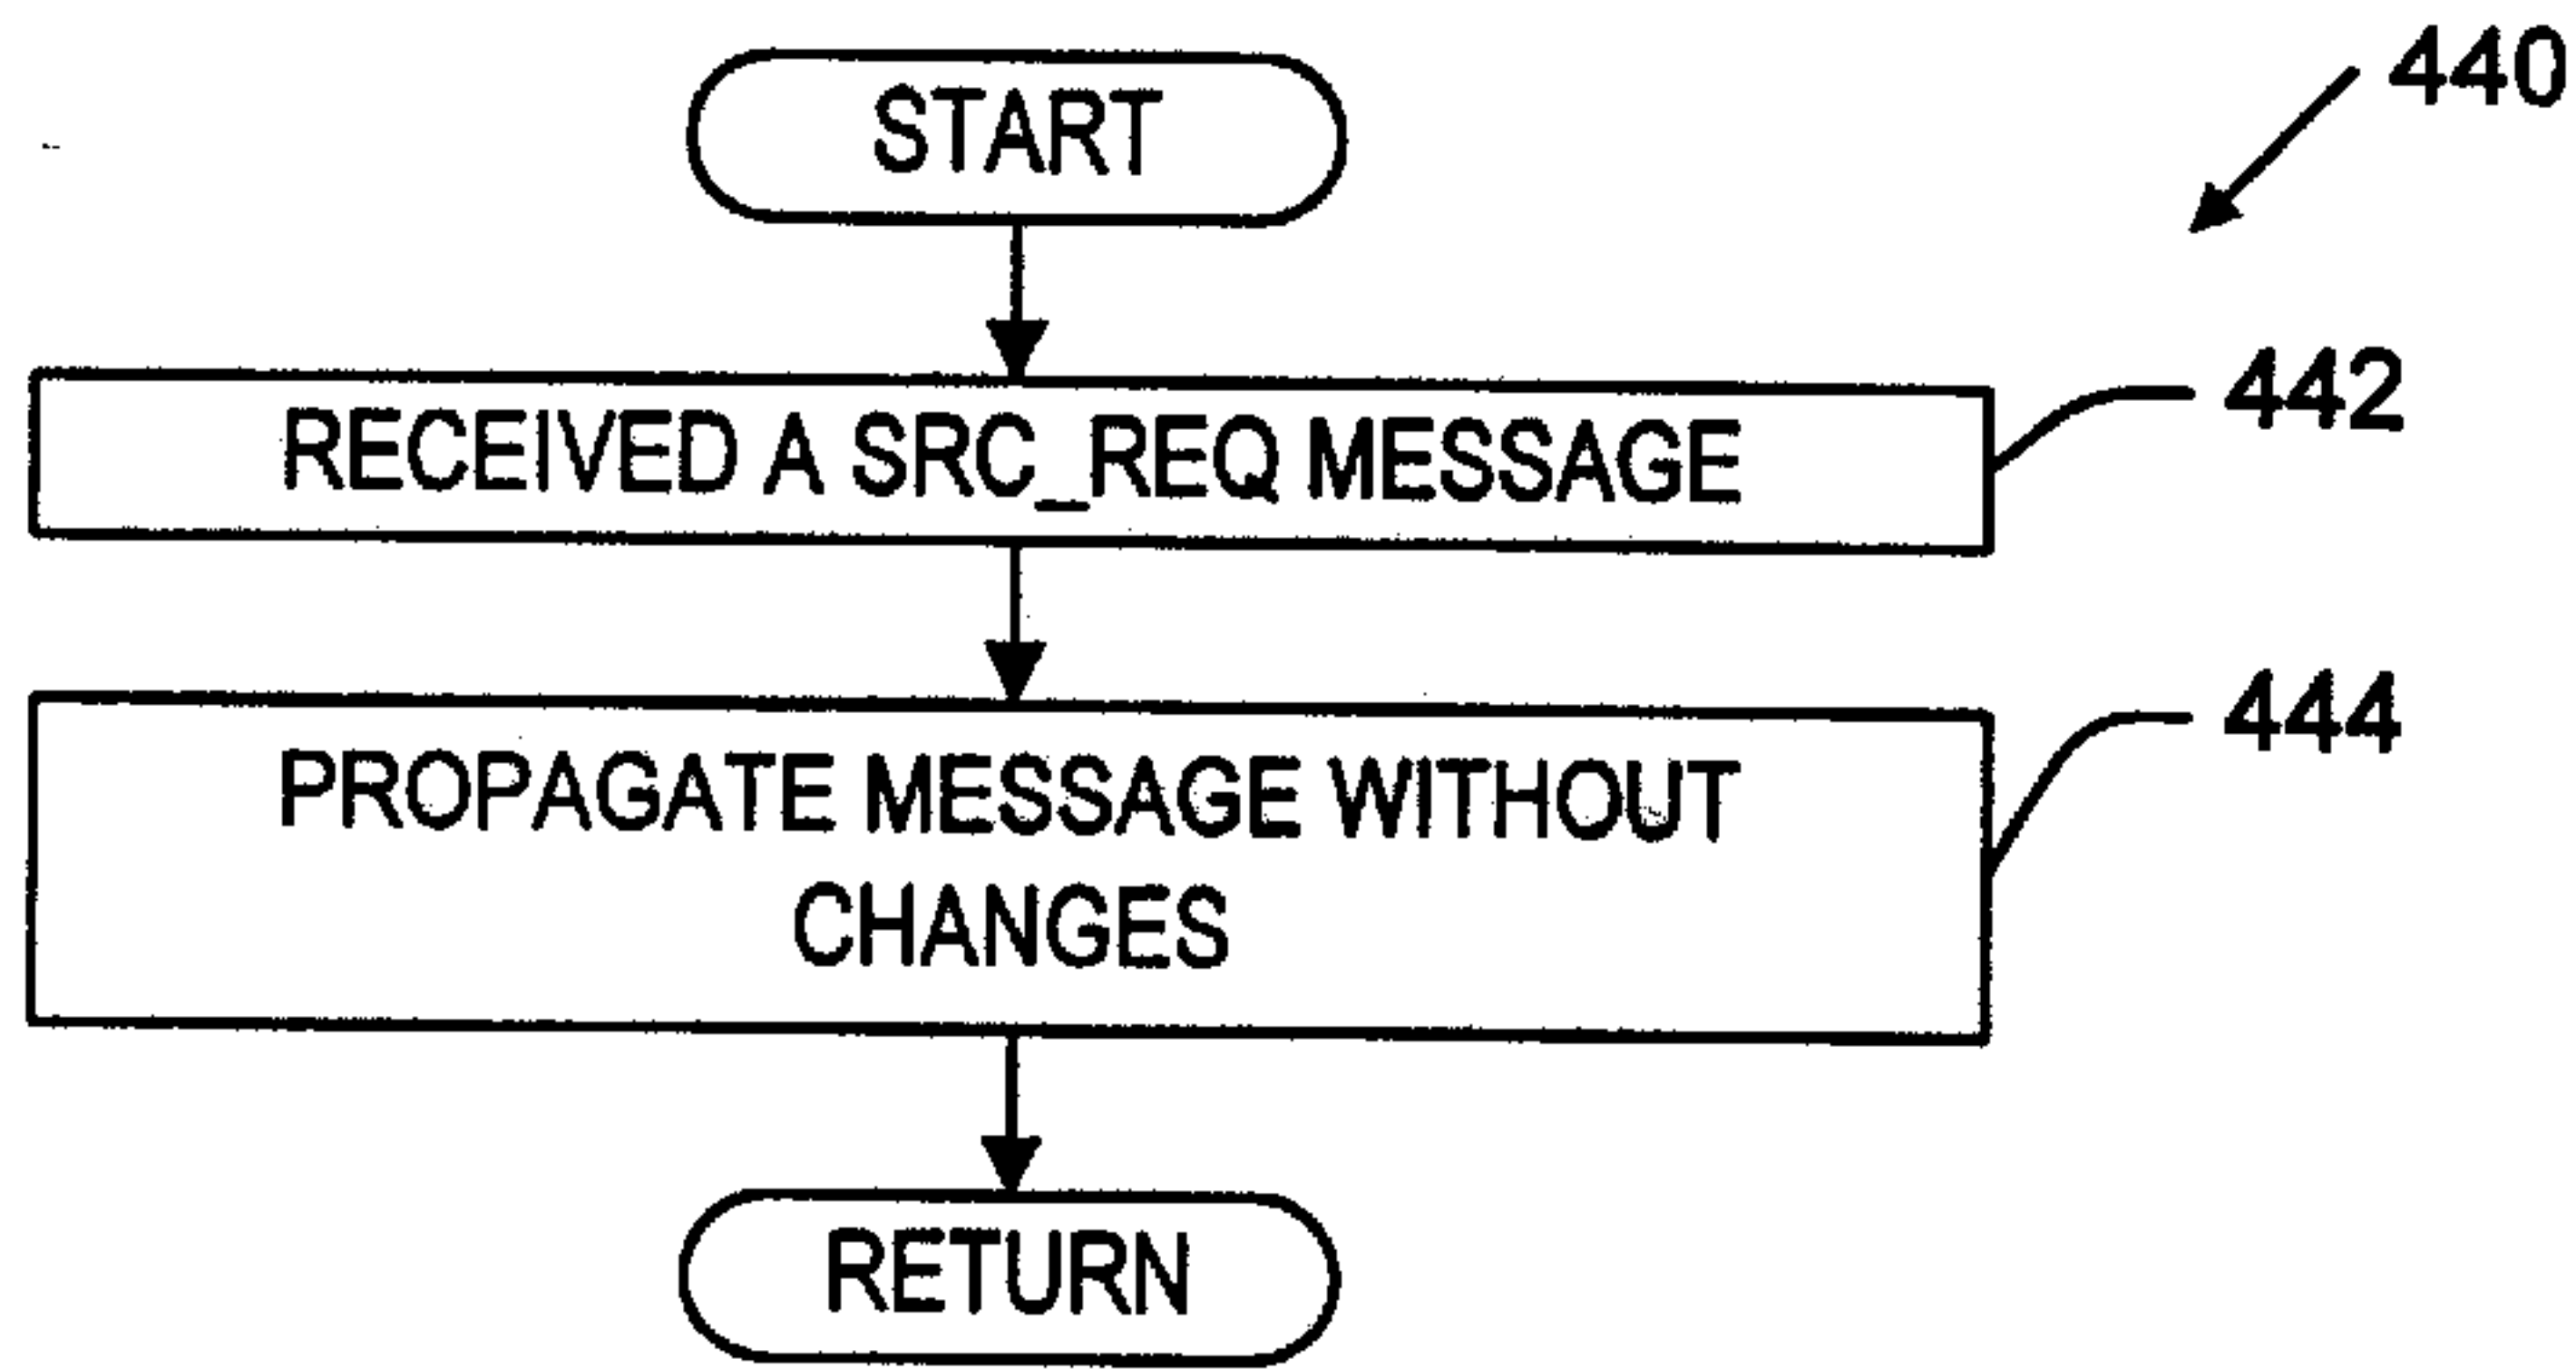 START
440
RECEIVED A SRC_REQ MESSAGE
442
PROPAGATE MESSAGE WITHOUT
CHANGES
444
RETURN